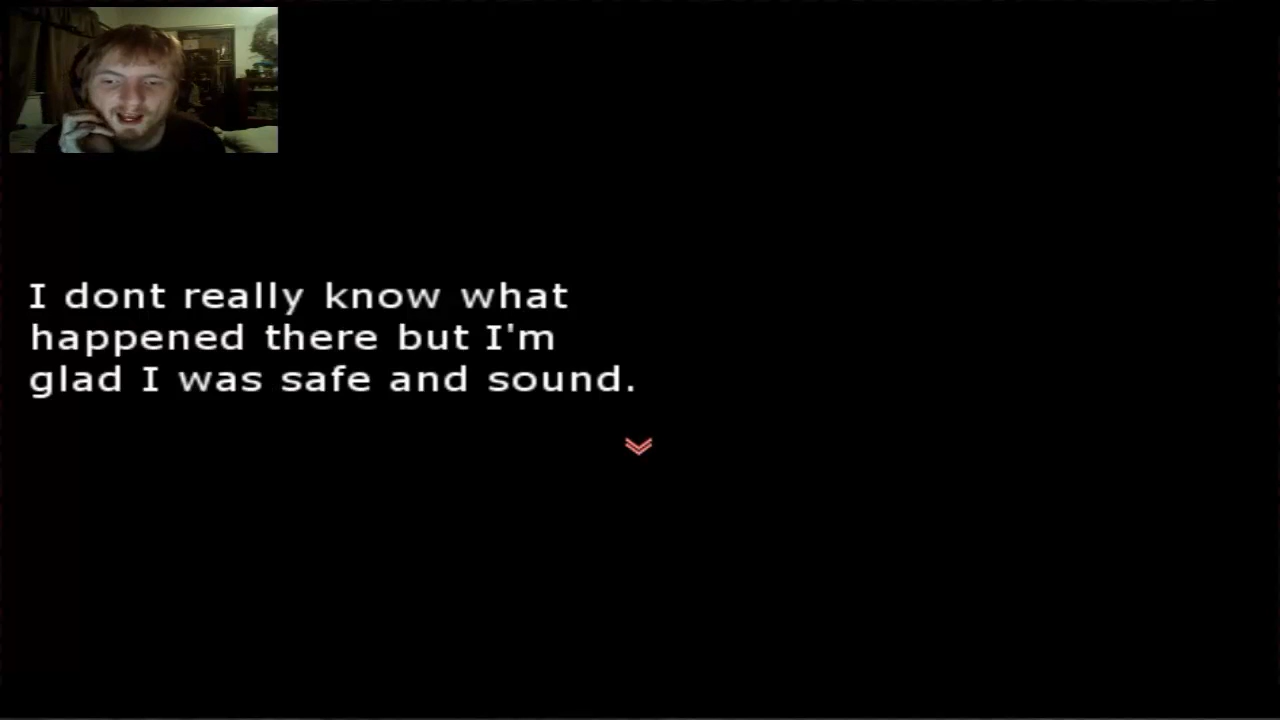 I dont really know what
happened there but I'm
glad I was safe and sound.